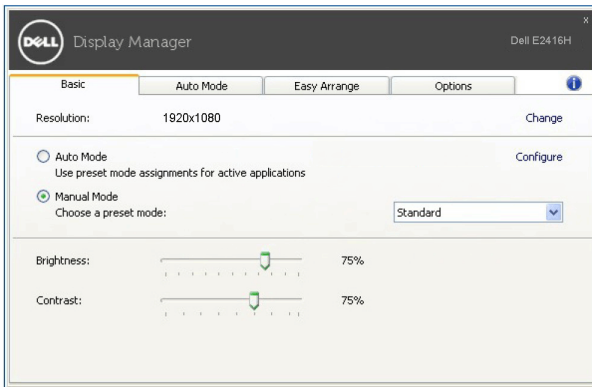 x
DELL Display Manager Dell E2416H
Basic Auto Mode Easy Arrange Options i
Resolution: 1920x1080 Change
Auto Mode Configure
Use preset mode assignments for active applications
Manual Mode
Choose a preset mode: Standard
Brightness: 75%
Contrast: 75%